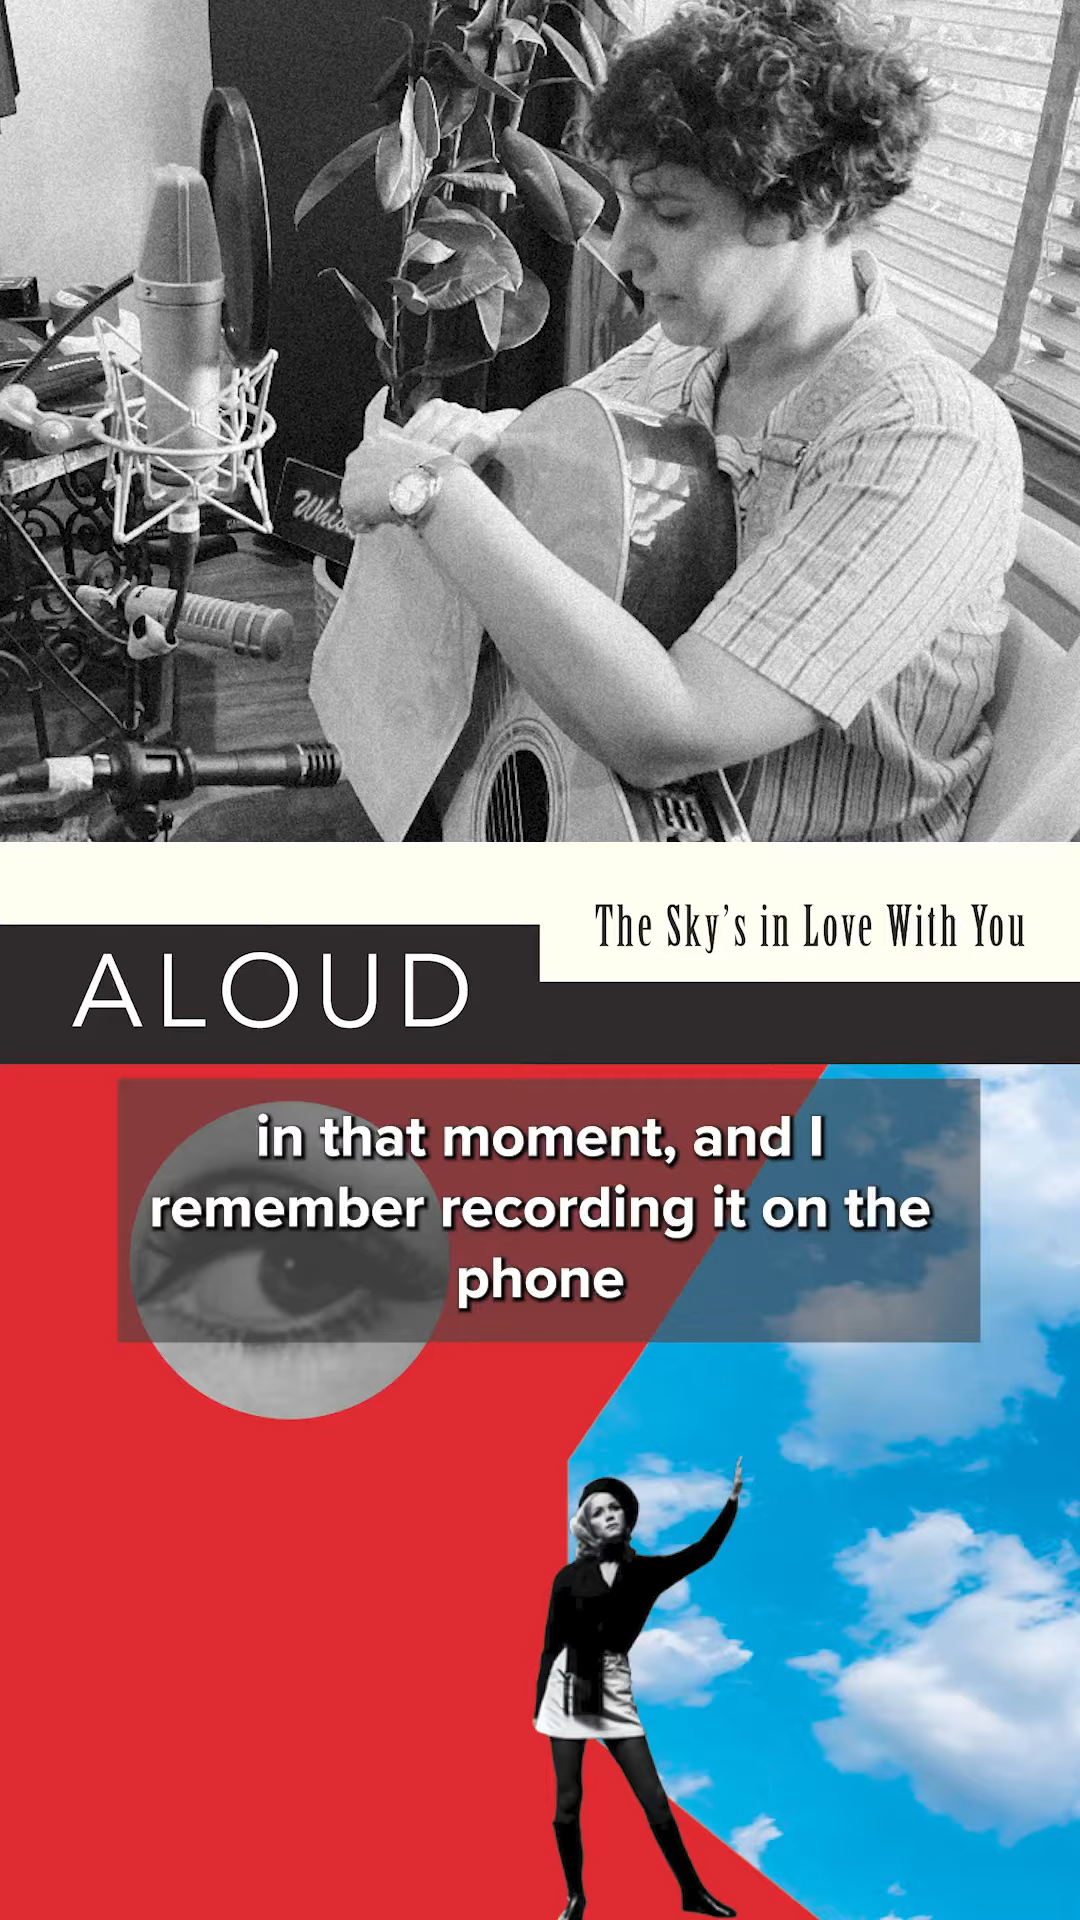 The Sky's in Love With You
ALOUD
in that moment, and I
remember recording it on the
phone